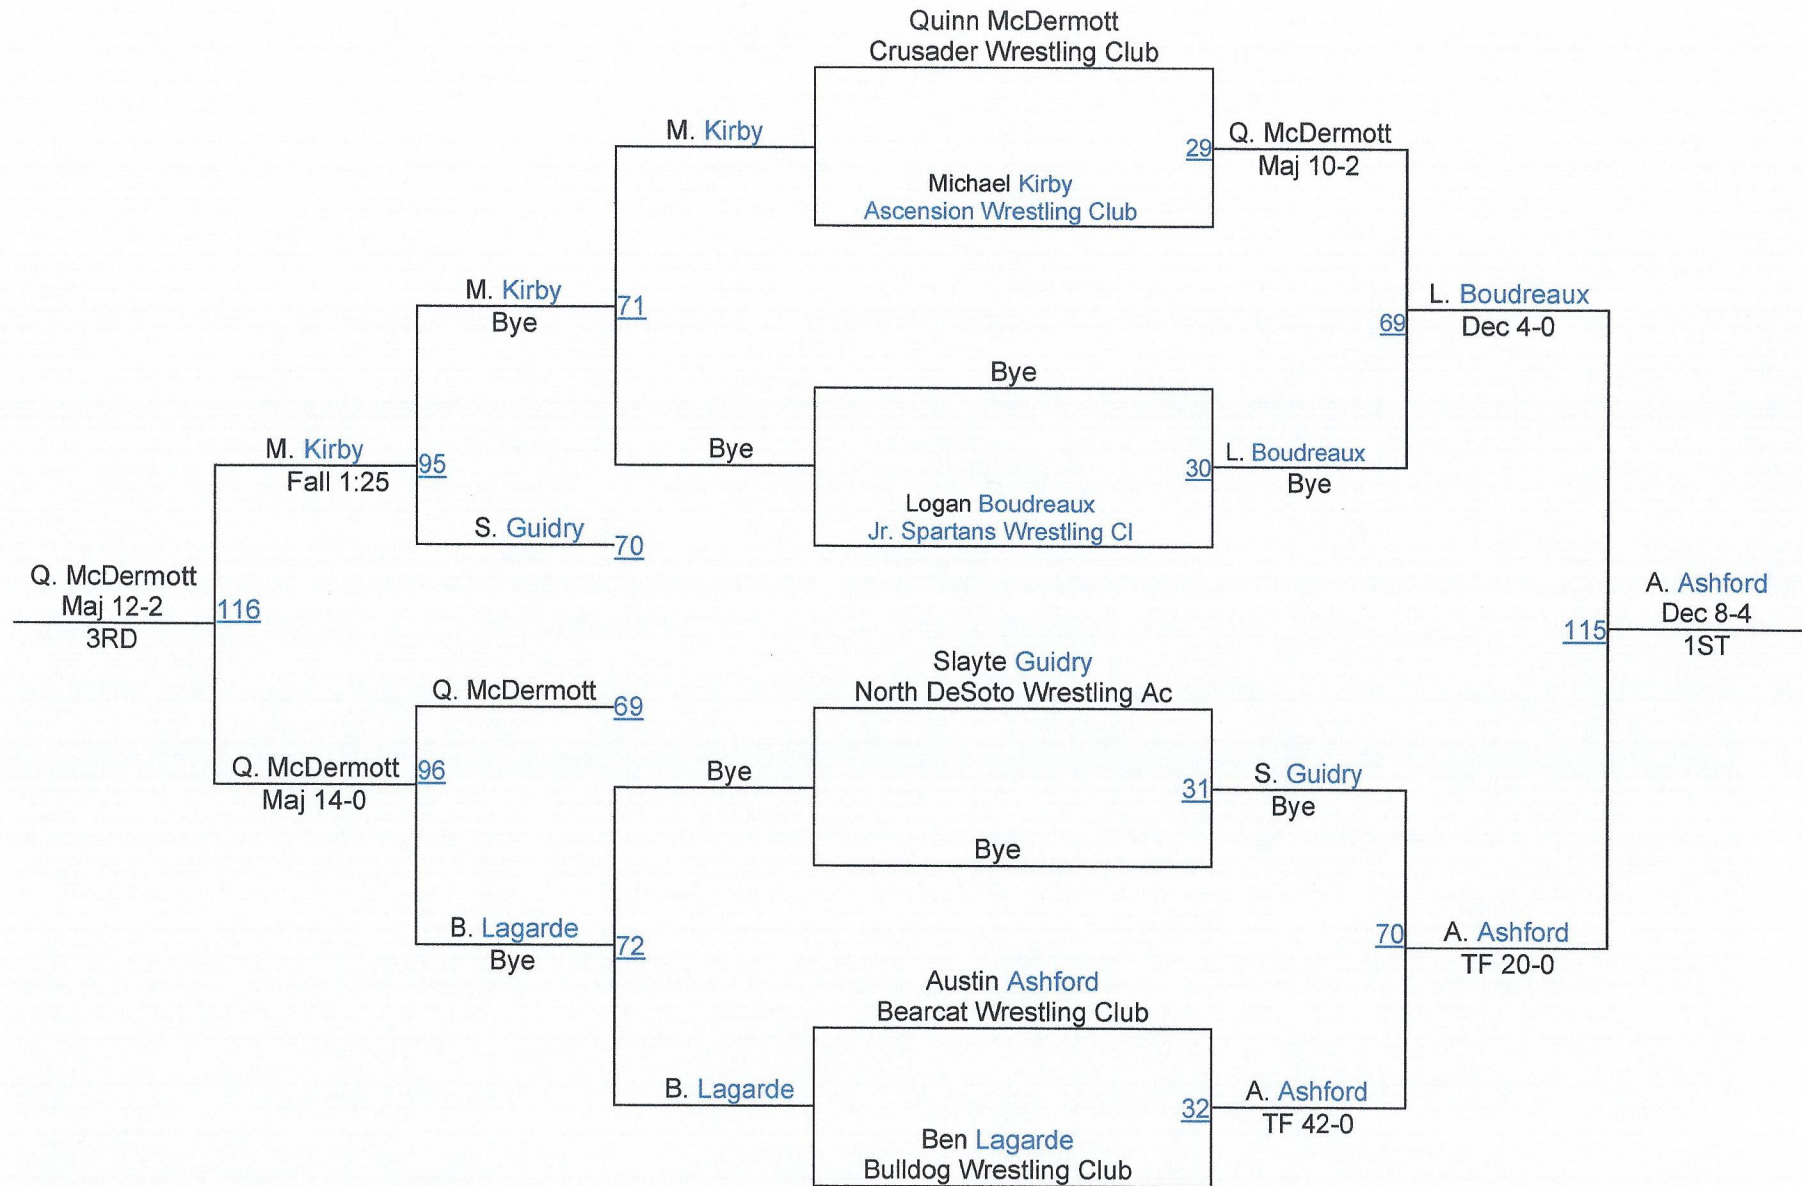 Quinn McDermott
Crusader Wrestling Club
M. Kirby
29
Q. McDermott
Maj 10-2
Michael Kirby
Ascension Wrestling Club
M. Kirby
Bye
71
L. Boudreaux
Dec 4-0
69
Bye
M. Kirby
Fall 1:25
95
Bye
30
L. Boudreaux
Bye
Logan Boudreaux
Jr. Spartans Wrestling Cl
S. Guidry
70
Q. McDermott
Maj 12-2
3RD
116
A. Ashford
Dec 8-4
1ST
115
Slayte Guidry
North DeSoto Wrestling Ac
Q. McDermott
69
Q. McDermott
Maj 14-0
96
Bye
31
S. Guidry
Bye
Bye
B. Lagarde
Bye
72
70
A. Ashford
TF 20-0
Austin Ashford
Bearcat Wrestling Club
B. Lagarde
32
A. Ashford
TF 42-0
Ben Lagarde
Bulldog Wrestling Club